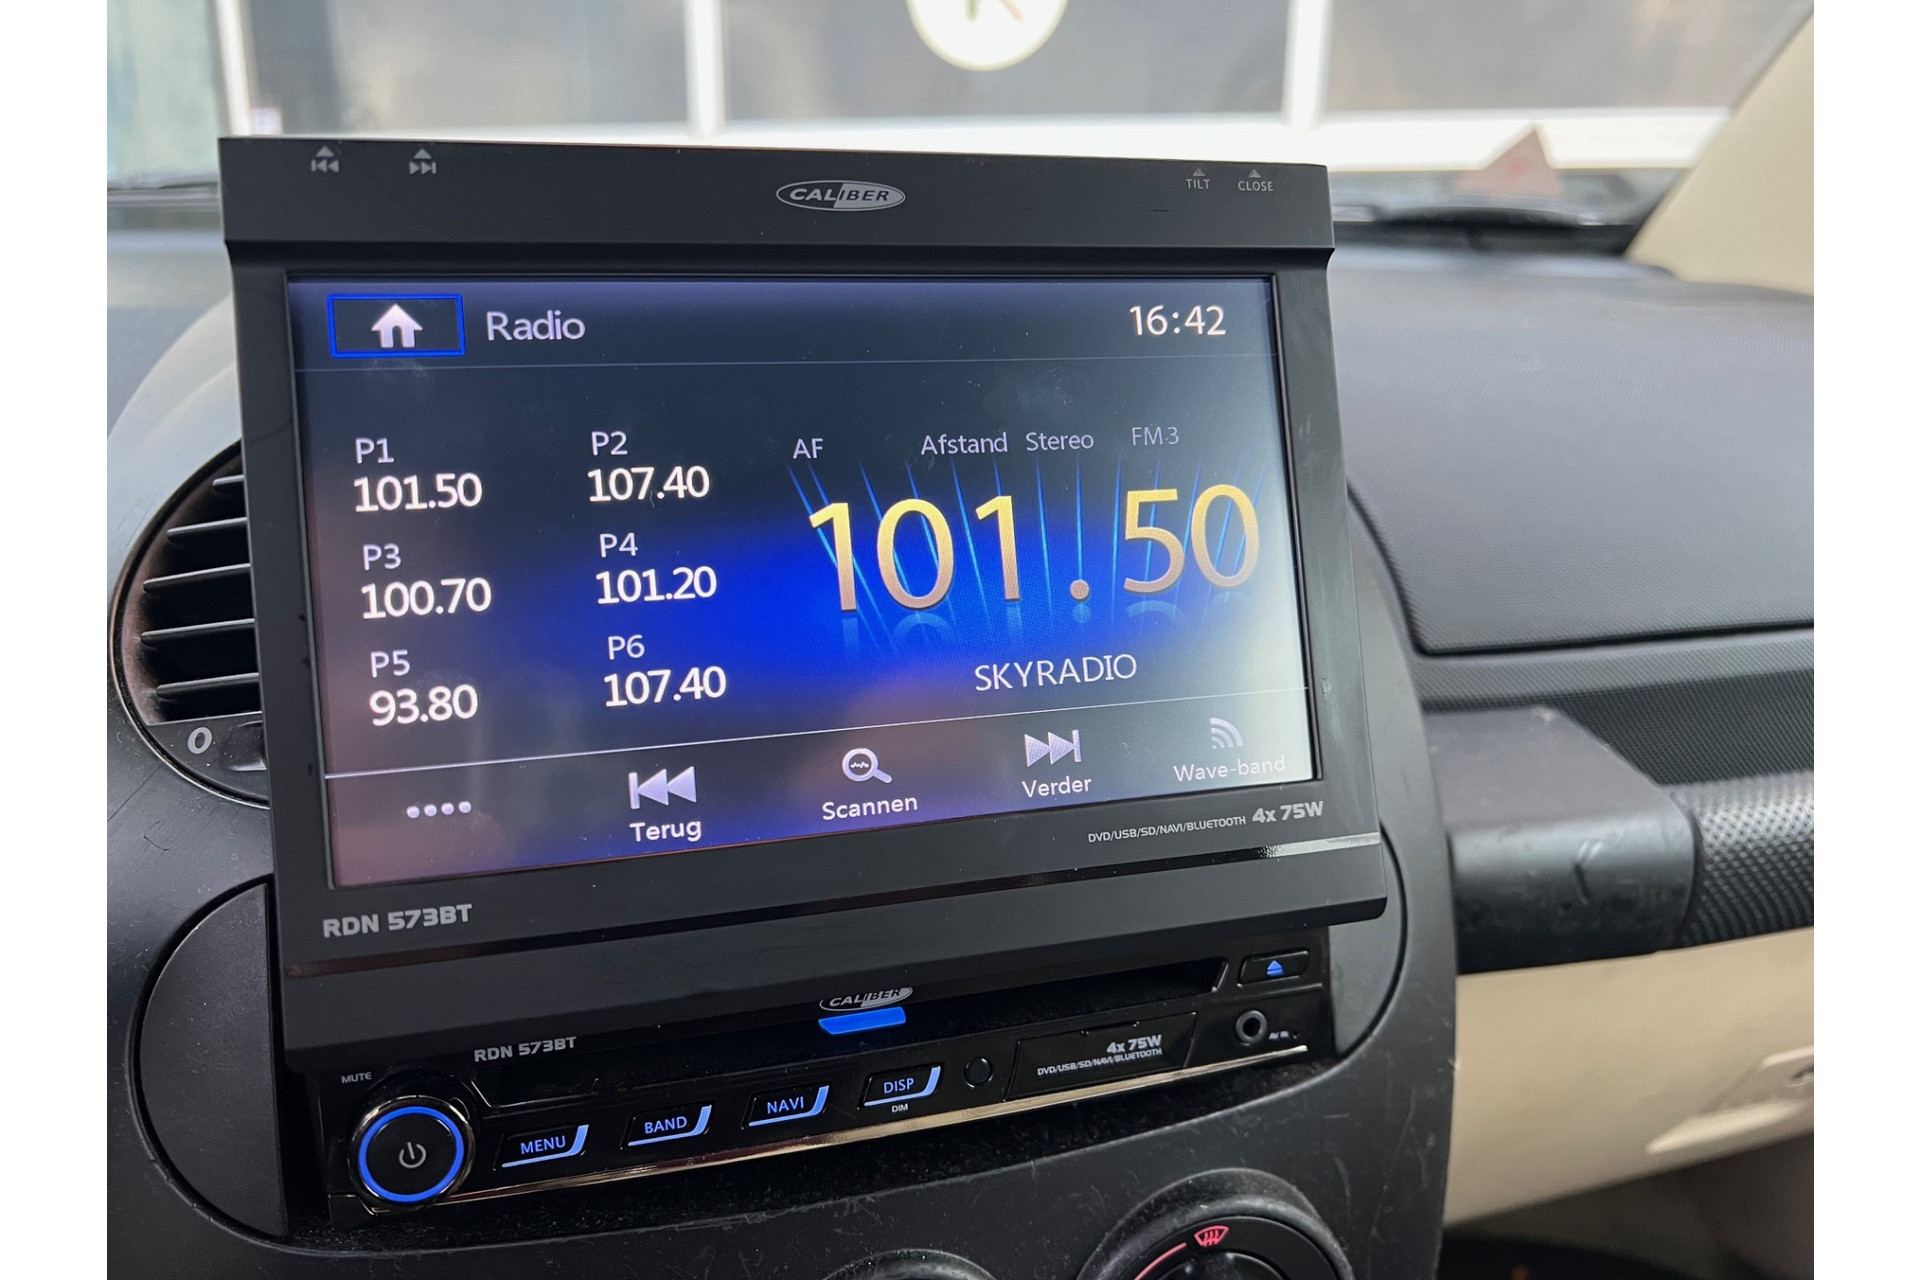 CALIBER
TILT
CLOSE
Radio
16:42
P1
101.50
P2
107.40
P3
100.70
P4
101.20
P5
93.80
P6
107.40
AF
Afstand
Stereo
FM3
101.50
SKYRADIO
Terug
Scannen
Verder
Wave-band
DVD/USB/SD/NAVI/BLUETOOTH 4x 75W
RDN 573BT
CALIBER
RDN 573BT
4x 75W
DVD/USB/SD/NAVI/BLUETOOTH
AV IN
MUTE
MENU
BAND
NAVI
DISP
DIM
0